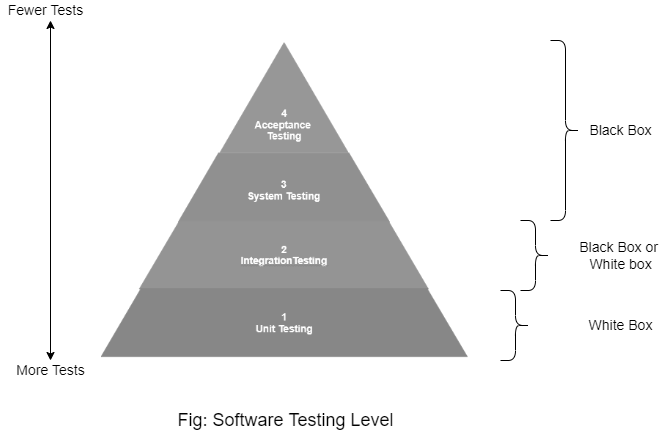 Fewer Tests
4
Acceptance
Testing
Black Box
3
System Testing
2
IntegrationTesting
Black Box or
White box
1
Unit Testing
White Box
More Tests
Fig: Software Testing Level